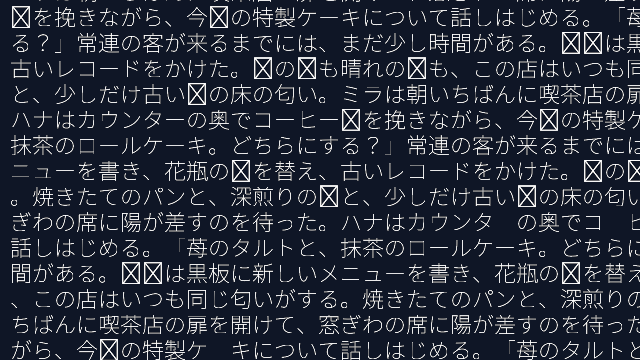 を挽きながら、今の特製ケーキについて話しはじめる。「
る？」常連の客が来るまでには、まだ少し時間がある。は
古いレコードをかけた。のも晴れのも、この店はいつも同
と、少しだけ古いの床の匂い。ミラは朝いちばんに喫茶店の
ハナはカウンターの奥でコーヒーを挽きながら、今の特製ケ
抹茶のロールケーキ。どちらにする？」常連の客が来るまでには
ニューを書き、花瓶のを替え、古いレコードをかけた。の
。焼きたてのパンと、深煎りのと、少しだけ古いの床の匂い
ぎわの席に陽が差すのを待った。ハナはカウンタ　の奥でコ　ヒ
話しはじめる。「苺のタルトと、抹茶のロールケーキ。どちらに
間がある。は黒板に新しいメニューを書き、花瓶のを替え
、この店はいつも同じ匂いがする。焼きたてのパンと、深煎りの
ちばんに喫茶店の扉を開けて、窓ぎわの席に陽が差すのを待った
がら、今の特製ケ　キについて話しはじめる。「苺のタルトと